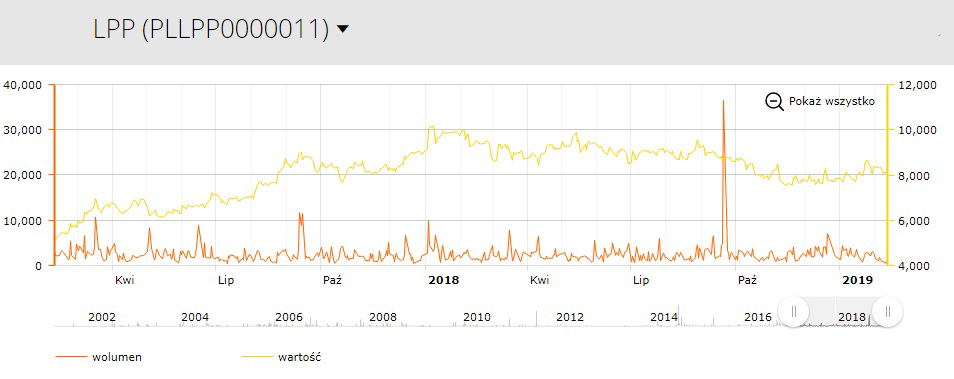 LPP (PLLPP0000011)
40,000 12,000
Pokaż wszystko
30,000 10,000
20,000 8,000
10,000 6,000
0 4,000
Kwi Lip Paź 2018 Kwi Lip Paź 2019
2002 2004 2006 2008 2010 2012 2014 2016 2018
wolumen wartość